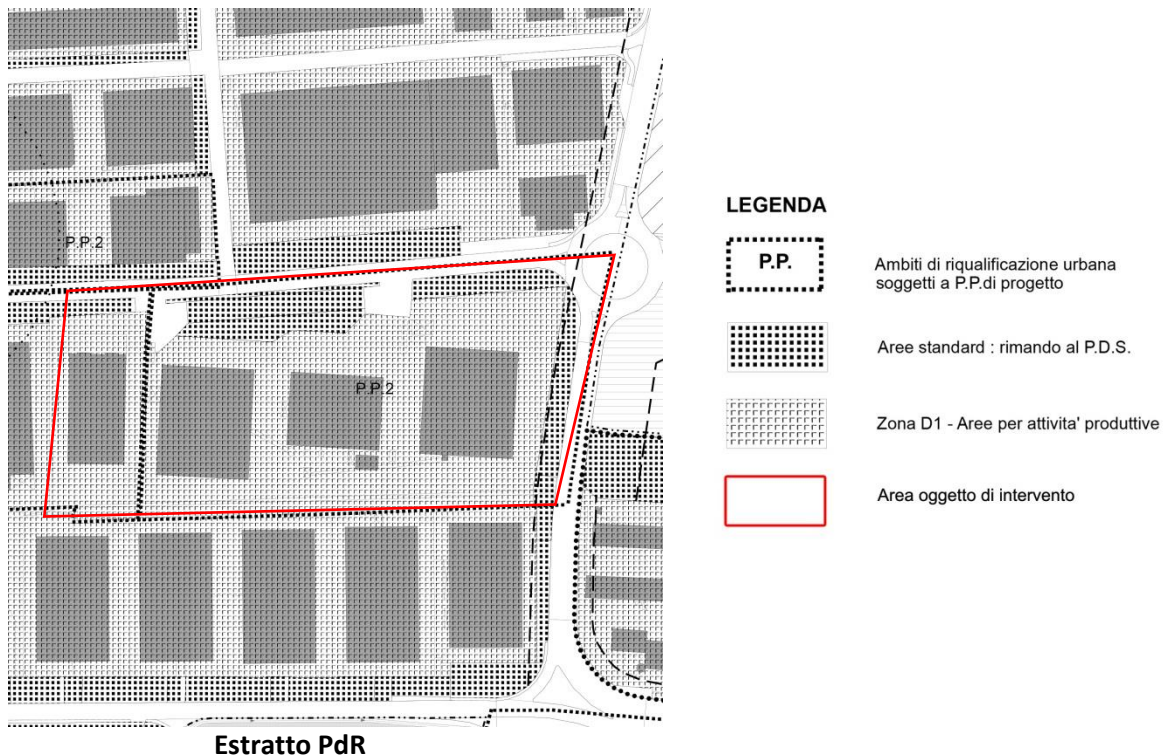 P.P.2
P.P.2
LEGENDA
P.P.
Ambiti di riqualificazione urbana
soggetti a P.P.di progetto
Aree standard : rimando al P.D.S.
Zona D1 - Aree per attivita' produttive
Area oggetto di intervento
Estratto PdR